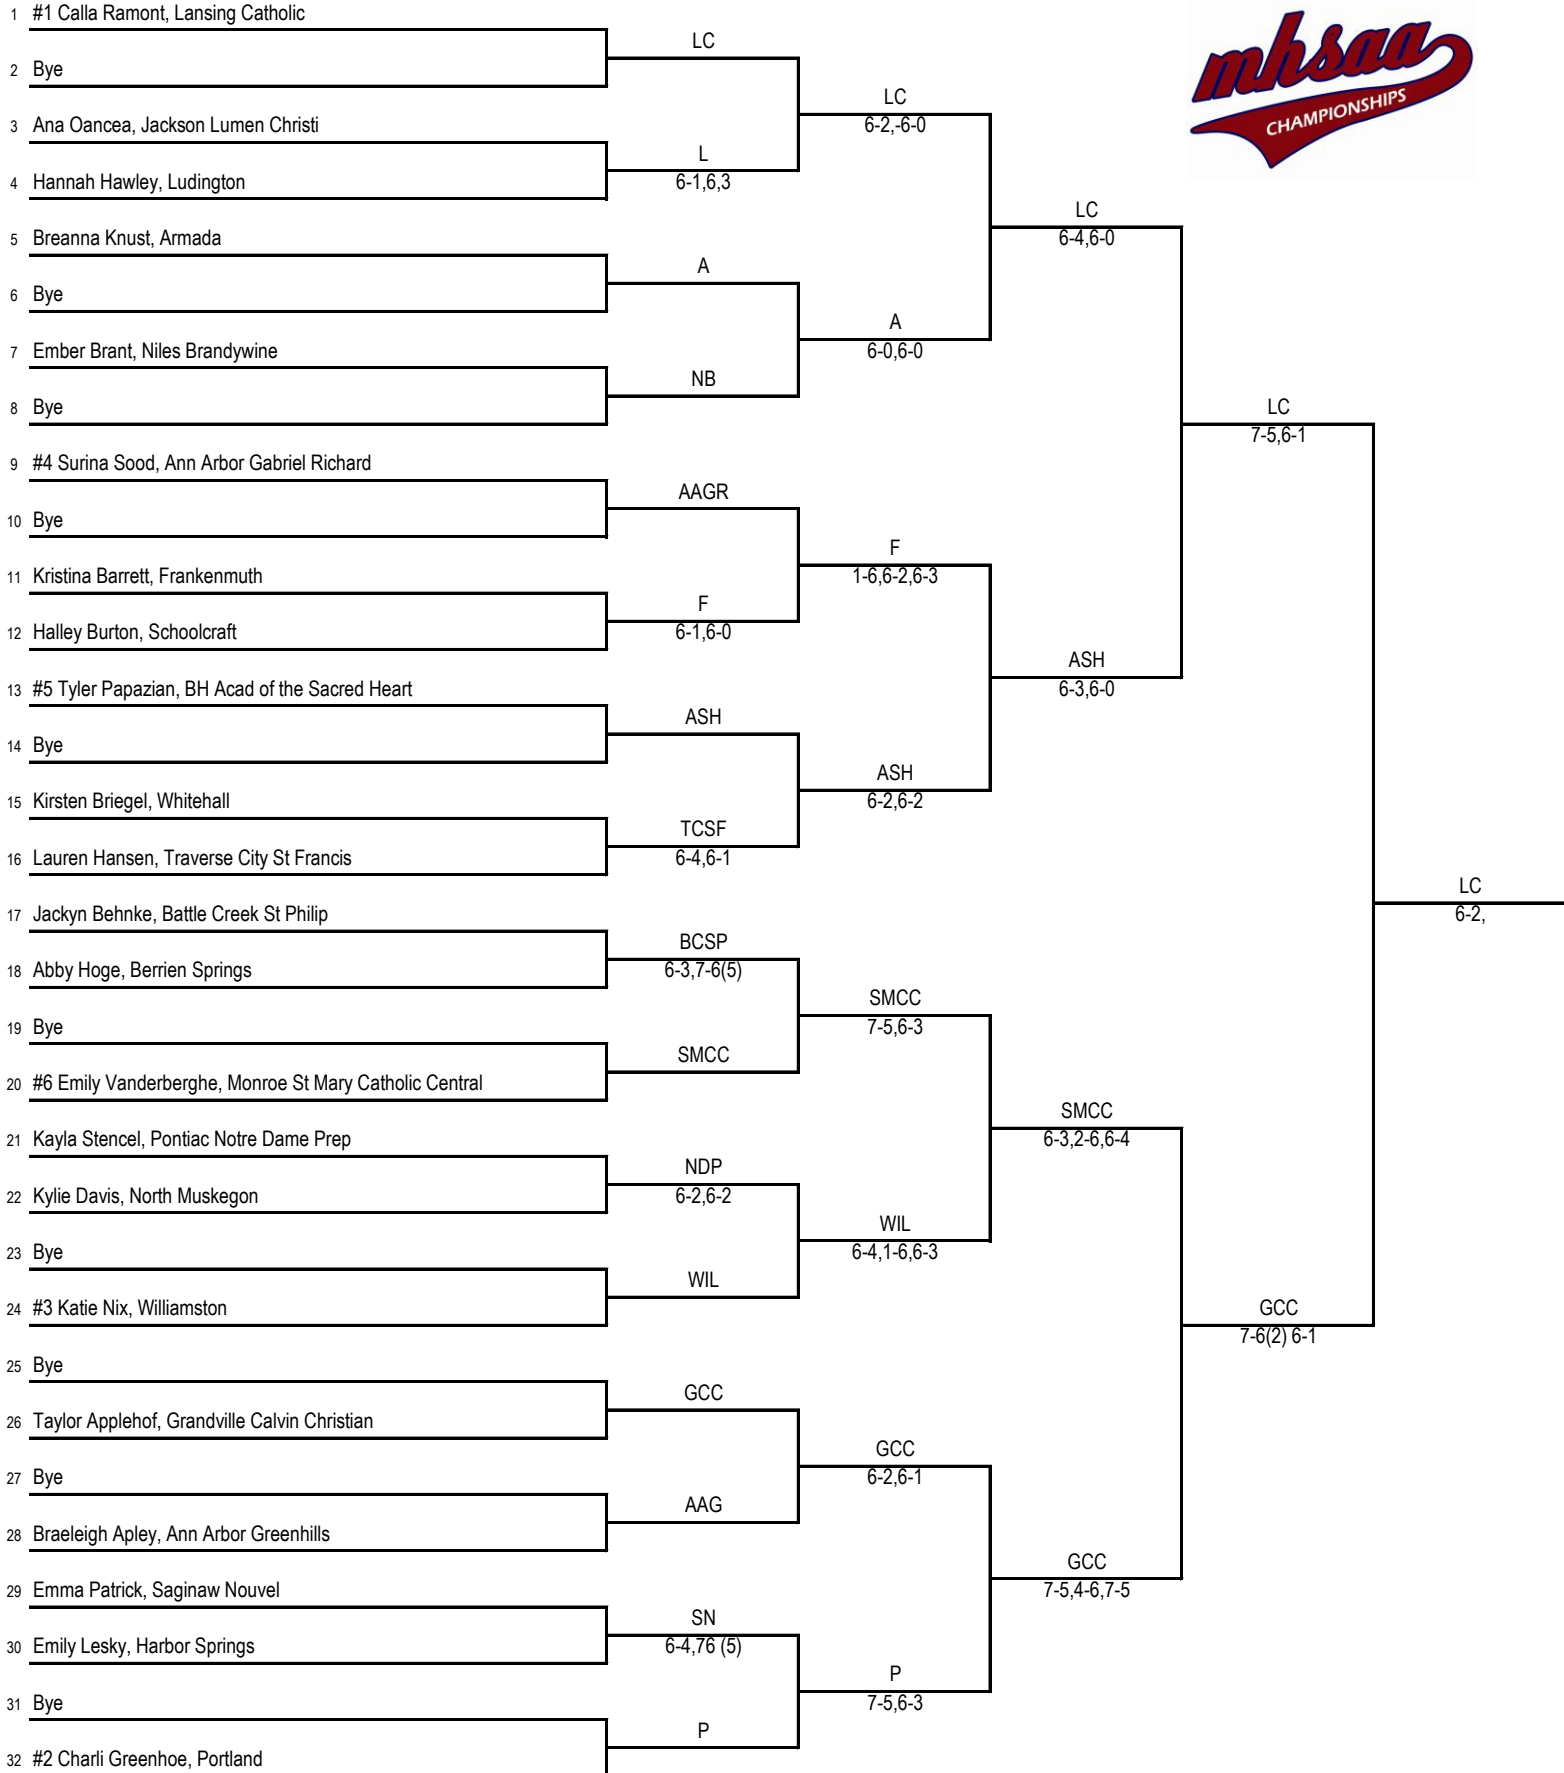 mhsaa
CHAMPIONSHIPS
1 #1 Calla Ramont, Lansing Catholic
LC
2 Bye
LC
6-2,-6-0
3 Ana Oancea, Jackson Lumen Christi
L
6-1,6,3
4 Hannah Hawley, Ludington
LC
6-4,6-0
5 Breanna Knust, Armada
A
6 Bye
A
6-0,6-0
7 Ember Brant, Niles Brandywine
NB
8 Bye
LC
7-5,6-1
9 #4 Surina Sood, Ann Arbor Gabriel Richard
AAGR
10 Bye
F
1-6,6-2,6-3
11 Kristina Barrett, Frankenmuth
F
6-1,6-0
12 Halley Burton, Schoolcraft
ASH
6-3,6-0
13 #5 Tyler Papazian, BH Acad of the Sacred Heart
ASH
14 Bye
ASH
6-2,6-2
15 Kirsten Briegel, Whitehall
TCSF
6-4,6-1
16 Lauren Hansen, Traverse City St Francis
LC
6-2,
17 Jackyn Behnke, Battle Creek St Philip
BCSP
6-3,7-6(5)
18 Abby Hoge, Berrien Springs
SMCC
7-5,6-3
19 Bye
SMCC
20 #6 Emily Vanderberghe, Monroe St Mary Catholic Central
SMCC
6-3,2-6,6-4
21 Kayla Stencel, Pontiac Notre Dame Prep
NDP
6-2,6-2
22 Kylie Davis, North Muskegon
WIL
6-4,1-6,6-3
23 Bye
WIL
24 #3 Katie Nix, Williamston
GCC
7-6(2) 6-1
25 Bye
GCC
26 Taylor Applehof, Grandville Calvin Christian
GCC
6-2,6-1
27 Bye
AAG
28 Braeleigh Apley, Ann Arbor Greenhills
GCC
7-5,4-6,7-5
29 Emma Patrick, Saginaw Nouvel
SN
6-4,76 (5)
30 Emily Lesky, Harbor Springs
P
7-5,6-3
31 Bye
P
32 #2 Charli Greenhoe, Portland